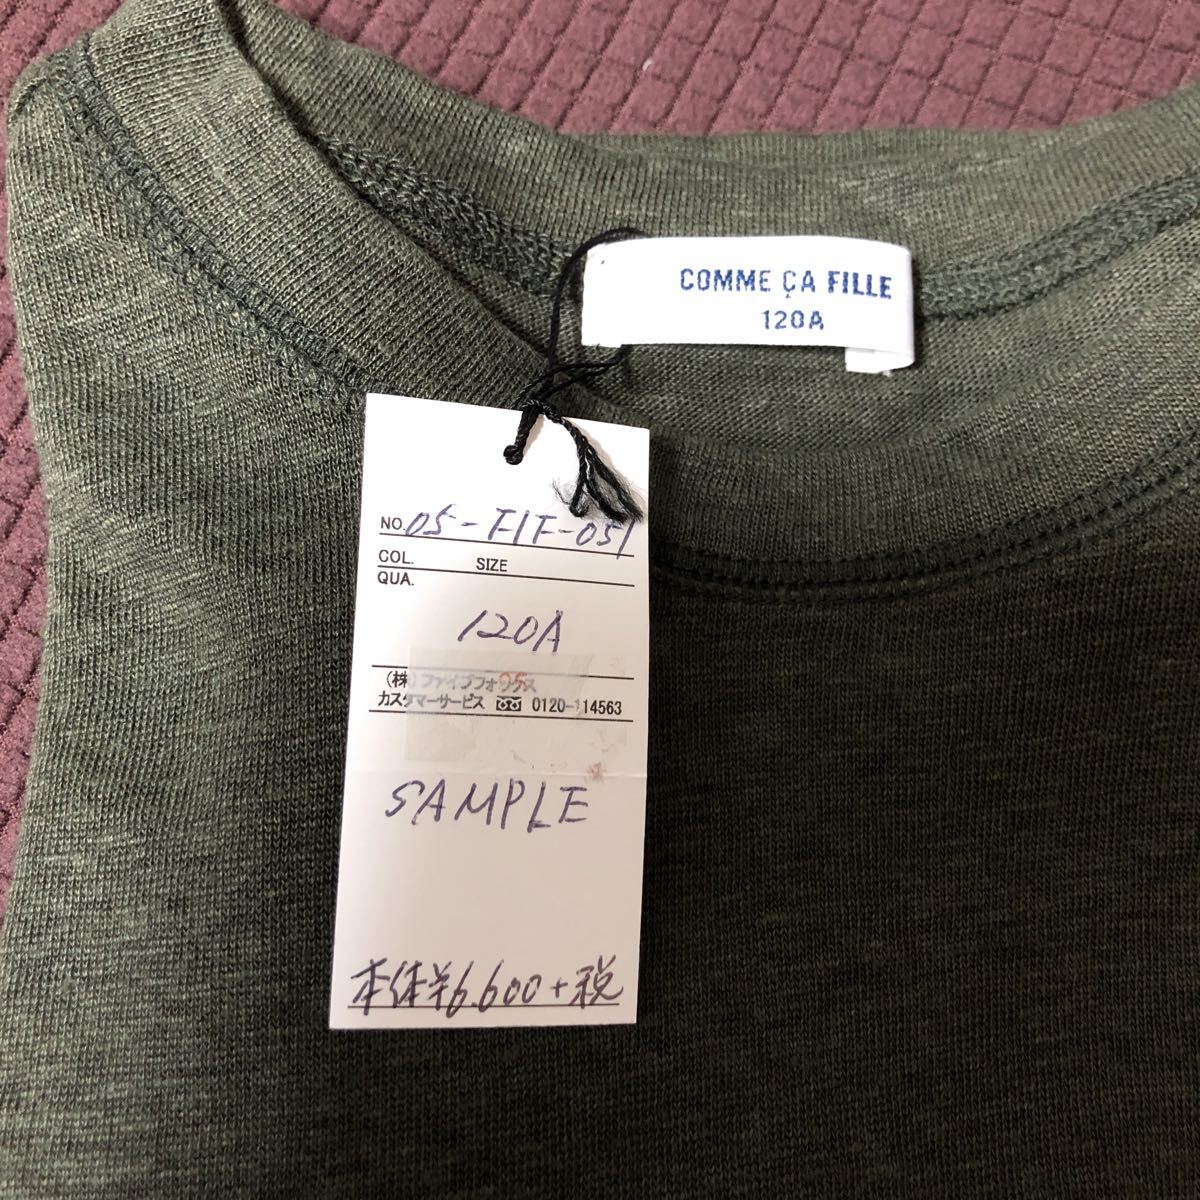 COMME ÇA FILLE
120A
NO. 05-F1F-051
COL. SIZE
QUA.
120A
(株)ファイブフォックス
カスタマーサービス 0120-114563
SAMPLE
本体¥6.600+税